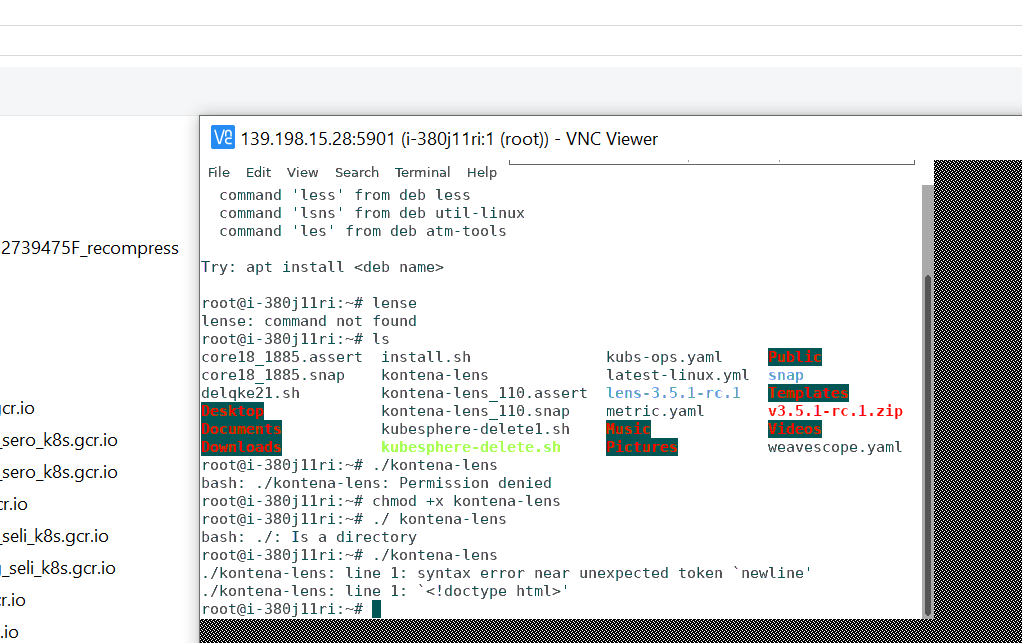 139.198.15.28:5901 (i-380j11ri:1 (root)) - VNC Viewer
File Edit View Search Terminal Help
command 'less' from deb less
command 'lsns' from deb util-linux
command 'les' from deb atm-tools
Try: apt install <deb name>
root@i-380j11ri:~# lense
lense: command not found
root@i-380j11ri:~# ls
core18_1885.assert install.sh kubs-ops.yaml Public
core18_1885.snap kontena-lens latest-linux.yml snap
delqke21.sh kontena-lens_110.assert lens-3.5.1-rc.1 Templates
Desktop kontena-lens_110.snap metric.yaml v3.5.1-rc.1.zip
Documents kubesphere-delete1.sh Music Videos
Downloads kubesphere-delete.sh Pictures weavescope.yaml
root@i-380j11ri:~# ./kontena-lens
bash: ./kontena-lens: Permission denied
root@i-380j11ri:~# chmod +x kontena-lens
root@i-380j11ri:~# ./ kontena-lens
bash: ./: Is a directory
root@i-380j11ri:~# ./kontena-lens
./kontena-lens: line 1: syntax error near unexpected token `newline'
./kontena-lens: line 1: `<!doctype html>'
root@i-380j11ri:~#
2739475F_recompress
gcr.io
_sero_k8s.gcr.io
_sero_k8s.gcr.io
cr.io
_seli_k8s.gcr.io
_seli_k8s.gcr.io
r.io
.io